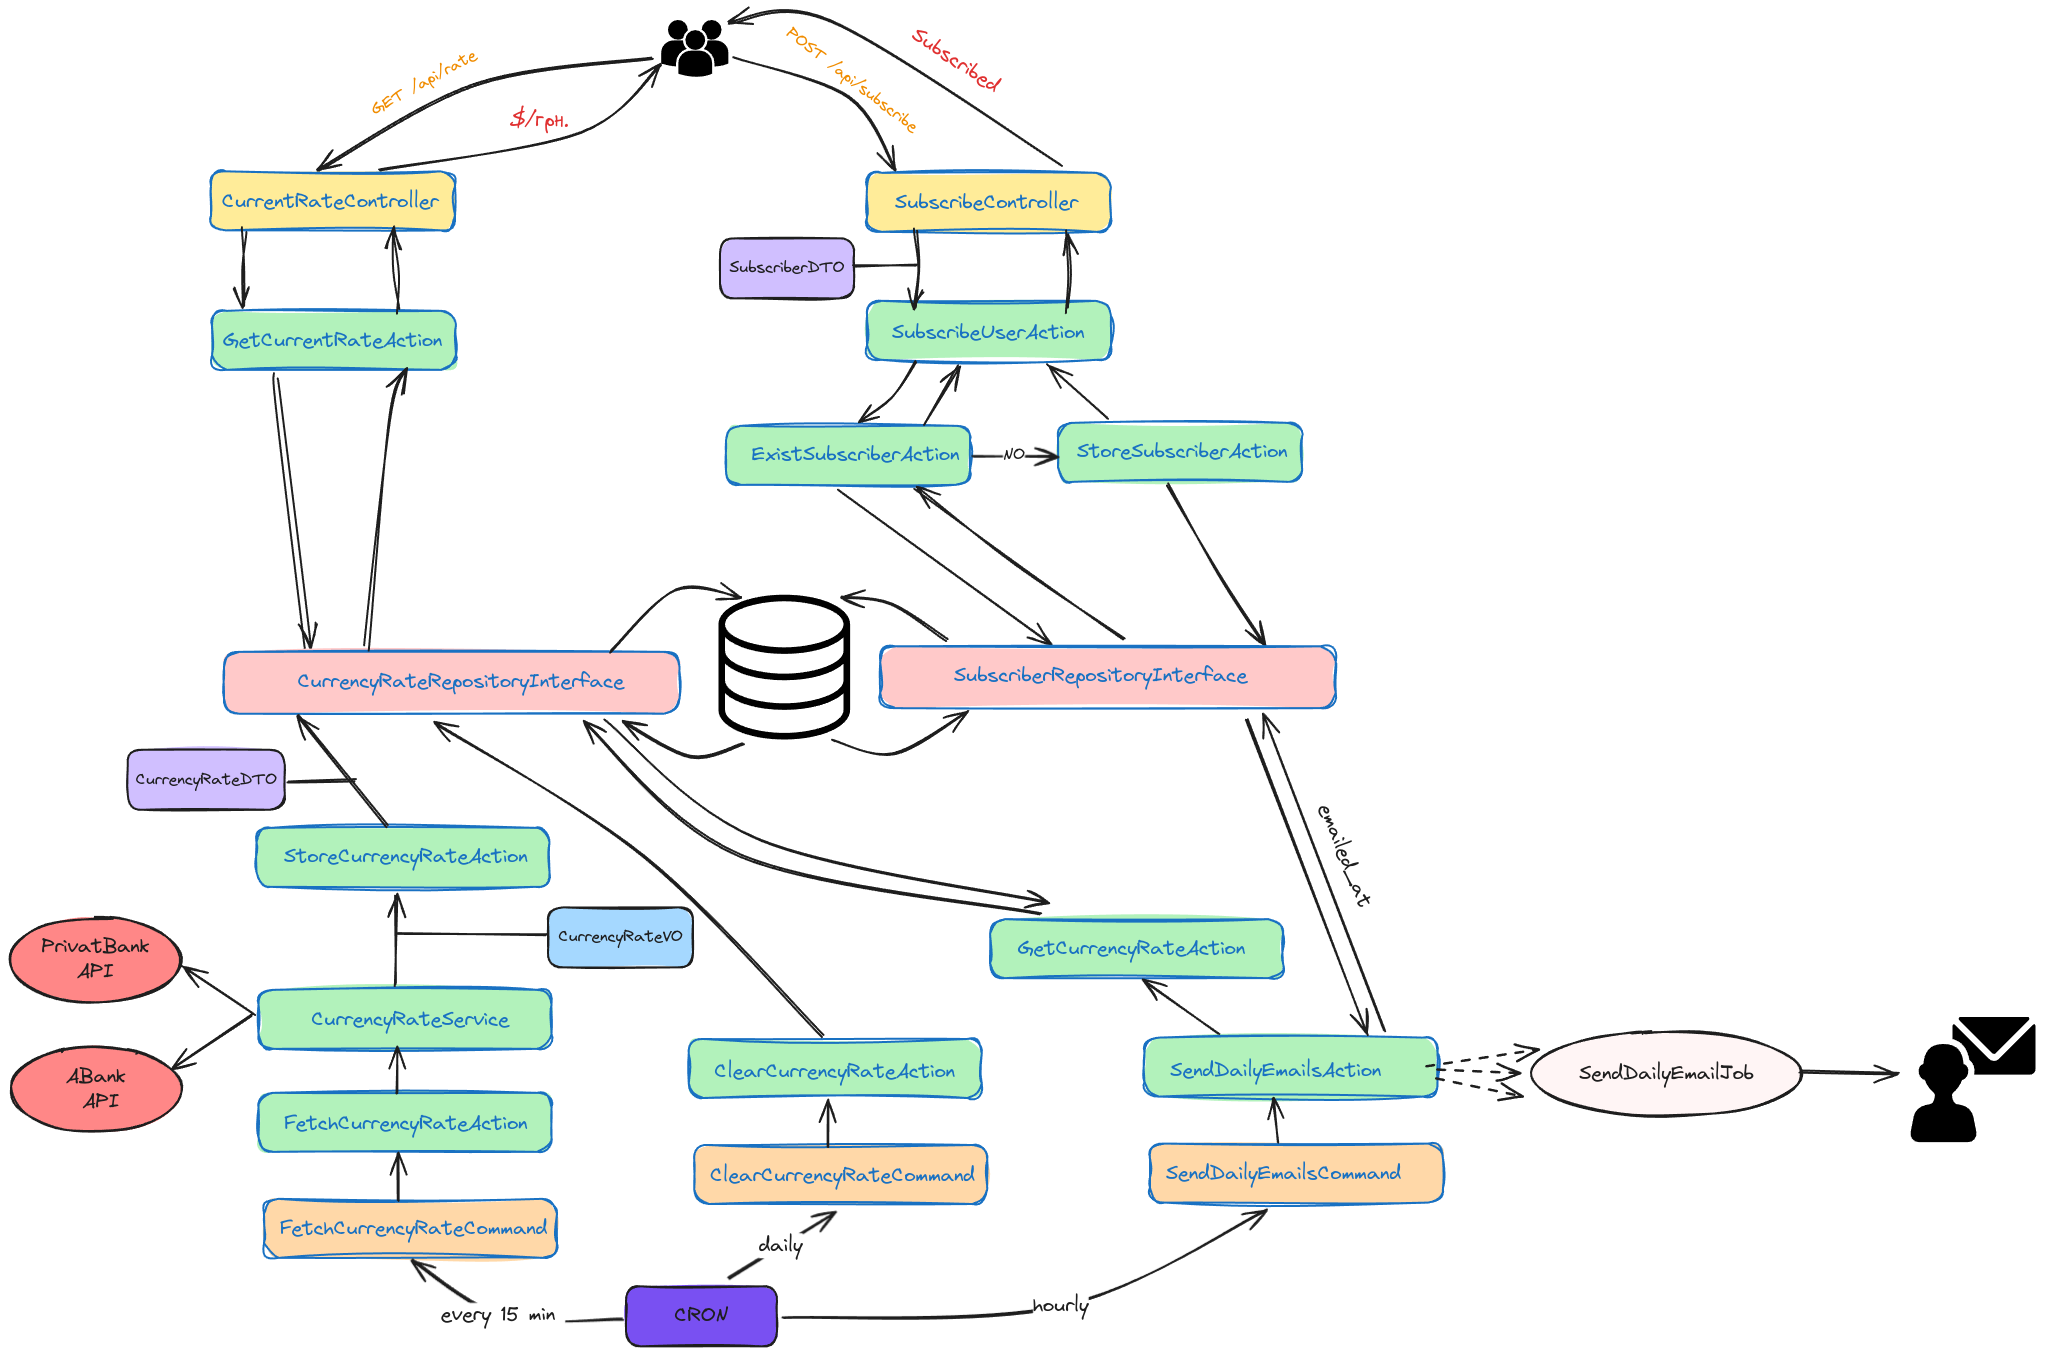 GET /api/rate
$/грн.
POST /api/subscribe
Subscribed
CurrentRateController
SubscribeController
SubscriberDTO
GetCurrentRateAction
SubscribeUserAction
ExistSubscriberAction
NO
StoreSubscriberAction
CurrencyRateRepositoryInterface
SubscriberRepositoryInterface
CurrencyRateDTO
emailed_at
StoreCurrencyRateAction
CurrencyRateVO
PrivatBank
API
GetCurrencyRateAction
CurrencyRateService
ABank
API
ClearCurrencyRateAction
SendDailyEmailsAction
SendDailyEmailJob
FetchCurrencyRateAction
ClearCurrencyRateCommand
SendDailyEmailsCommand
FetchCurrencyRateCommand
daily
every 15 min
CRON
hourly